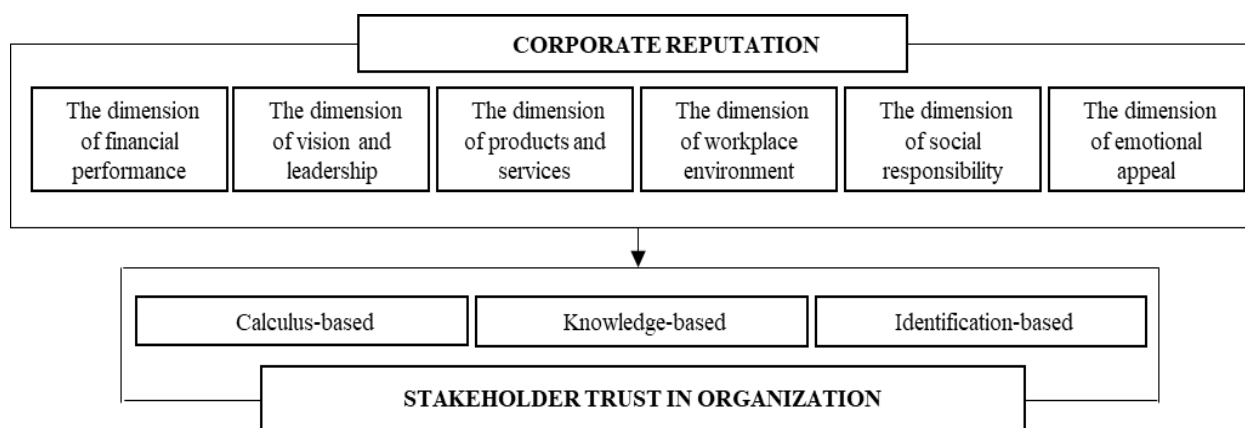 CORPORATE REPUTATION
The dimension
of financial
performance
The dimension
of vision and
leadership
The dimension
of products and
services
The dimension
of workplace
environment
The dimension
of social
responsibility
The dimension
of emotional
appeal
Calculus-based
Knowledge-based
Identification-based
STAKEHOLDER TRUST IN ORGANIZATION